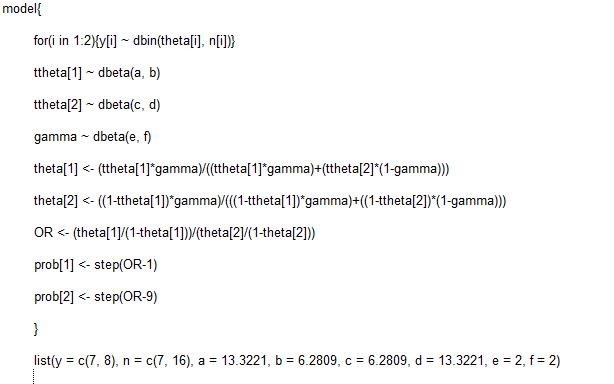 model{
for(i in 1:2){y[i] ~ dbin(theta[i], n[i])}
ttheta[1] ~ dbeta(a, b)
ttheta[2] ~ dbeta(c, d)
gamma ~ dbeta(e, f)
theta[1] <- (ttheta[1]*gamma)/((ttheta[1]*gamma)+(ttheta[2]*(1-gamma)))
theta[2] <- ((1-ttheta[1])*gamma)/(((1-ttheta[1])*gamma)+((1-ttheta[2])*(1-gamma)))
OR <- (theta[1]/(1-theta[1]))/(theta[2]/(1-theta[2]))
prob[1] <- step(OR-1)
prob[2] <- step(OR-9)
}
list(y = c(7, 8), n = c(7, 16), a = 13.3221, b = 6.2809, c = 6.2809, d = 13.3221, e = 2, f = 2)